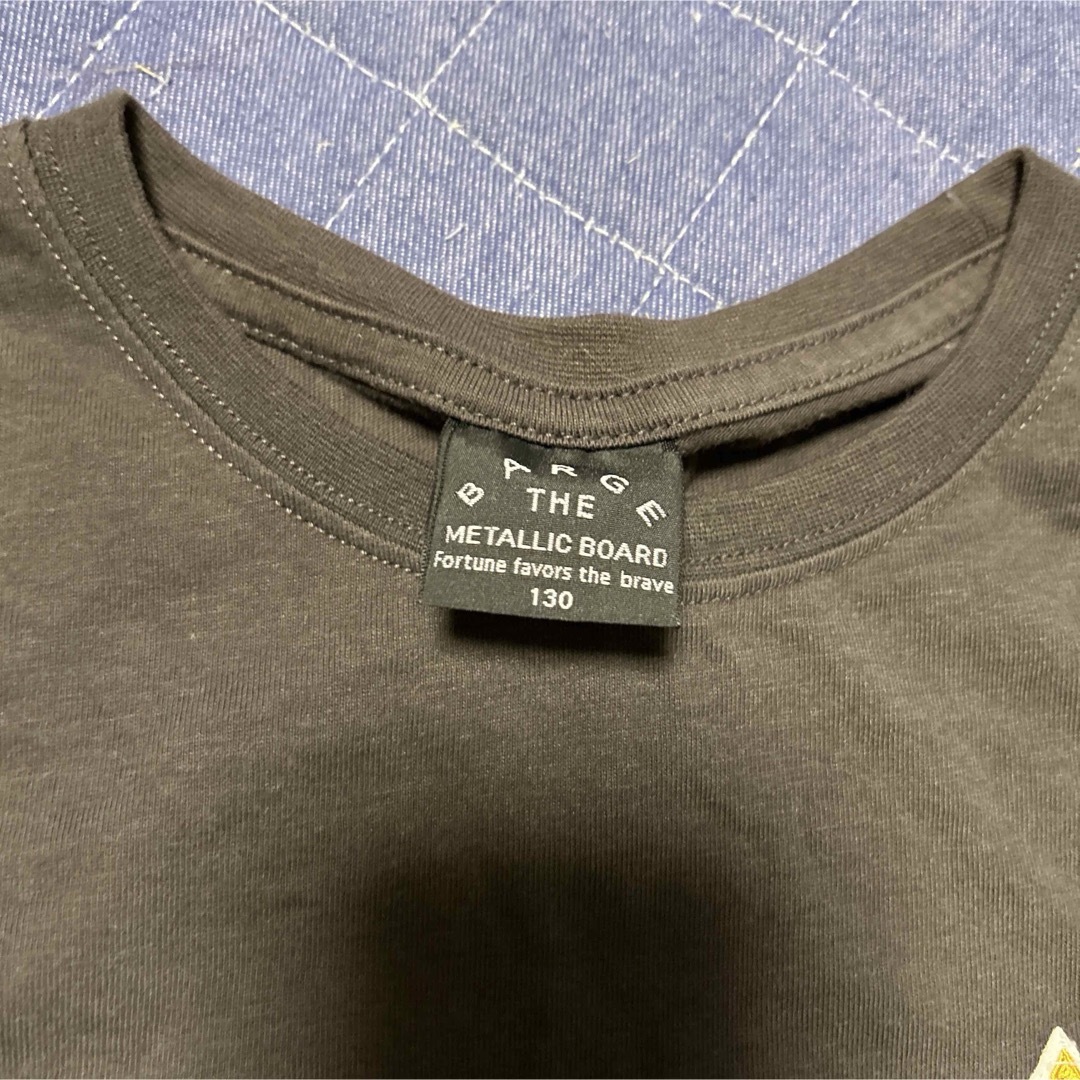 BARGE
THE
METALLIC BOARD
Fortune favors the brave
130